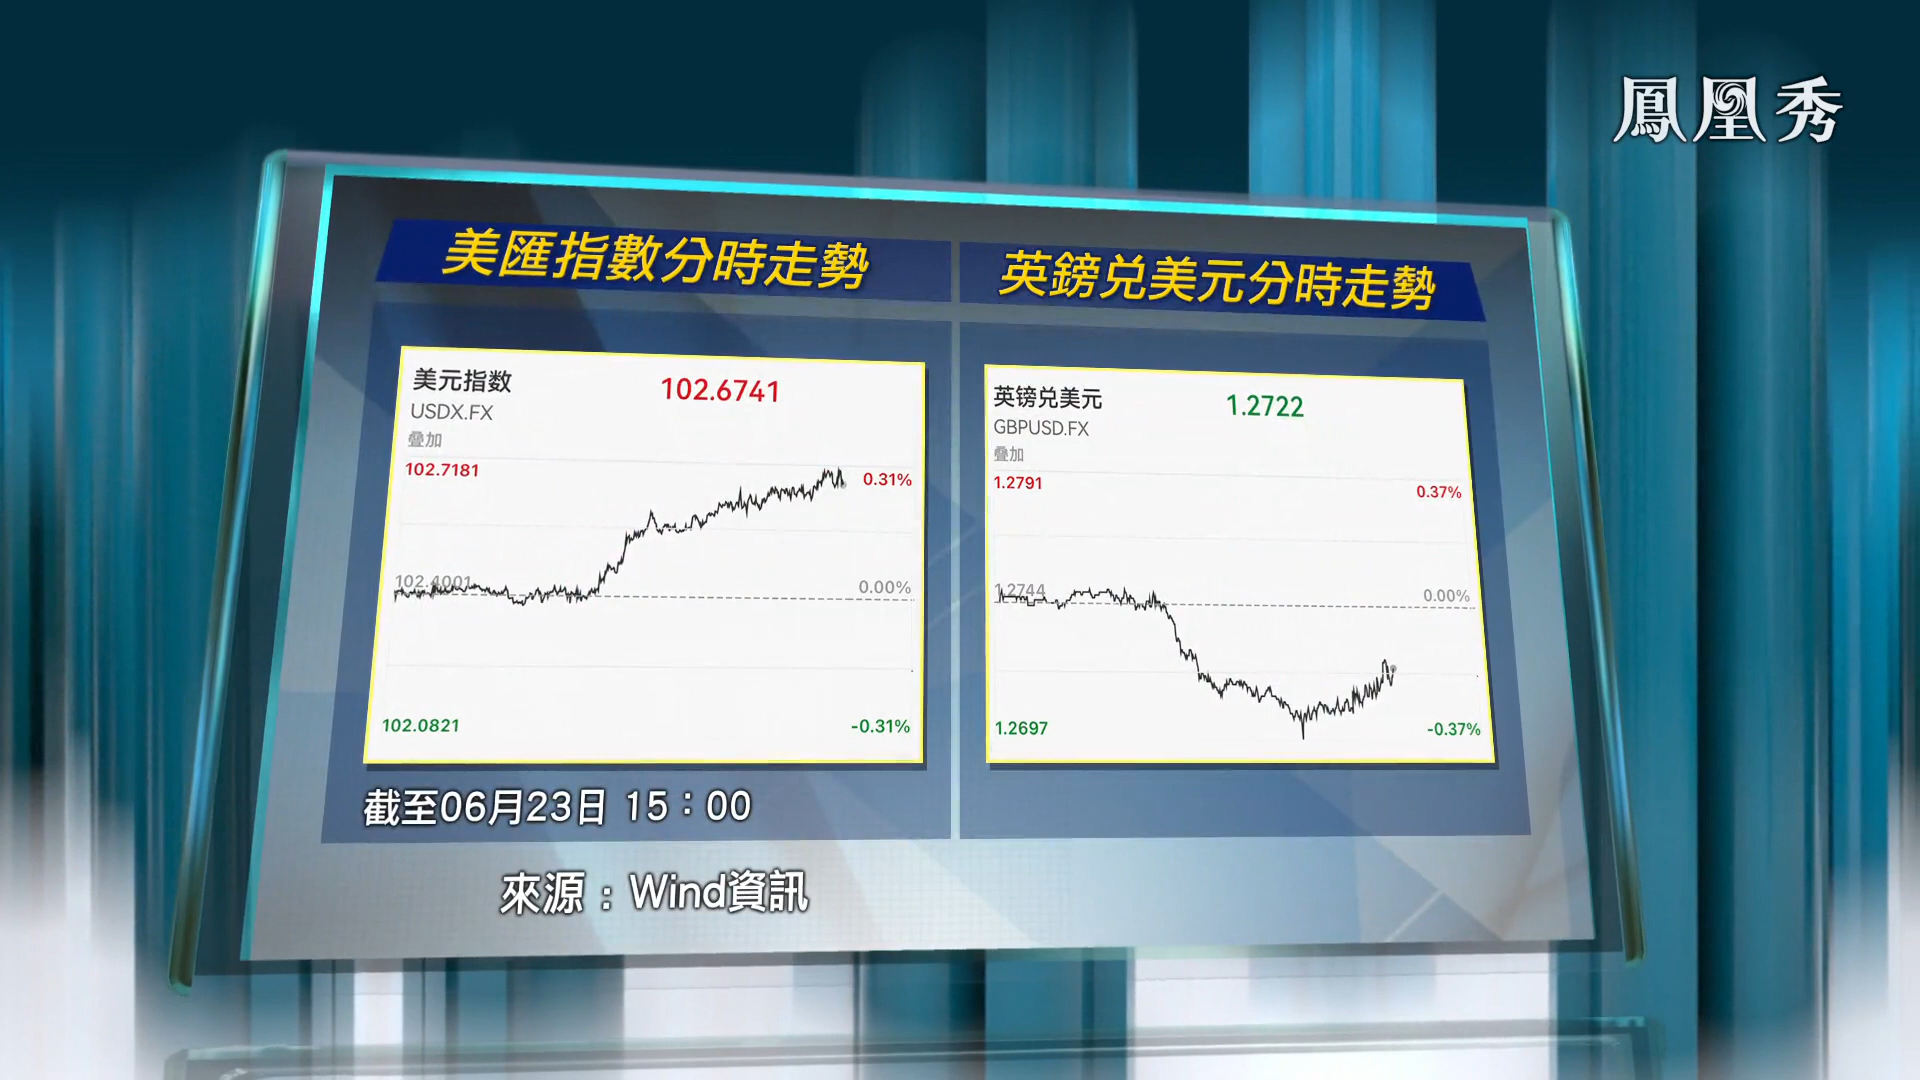 鳳凰秀
美匯指數分時走勢
英鎊兑美元分時走勢
美元指数
102.6741
USDX.FX
叠加
102.7181
0.31%
102.4001
0.00%
102.0821
-0.31%
英镑兑美元
1.2722
GBPUSD.FX
叠加
1.2791
0.37%
1.2744
0.00%
1.2697
-0.37%
截至06月23日 15：00
來源：Wind資訊